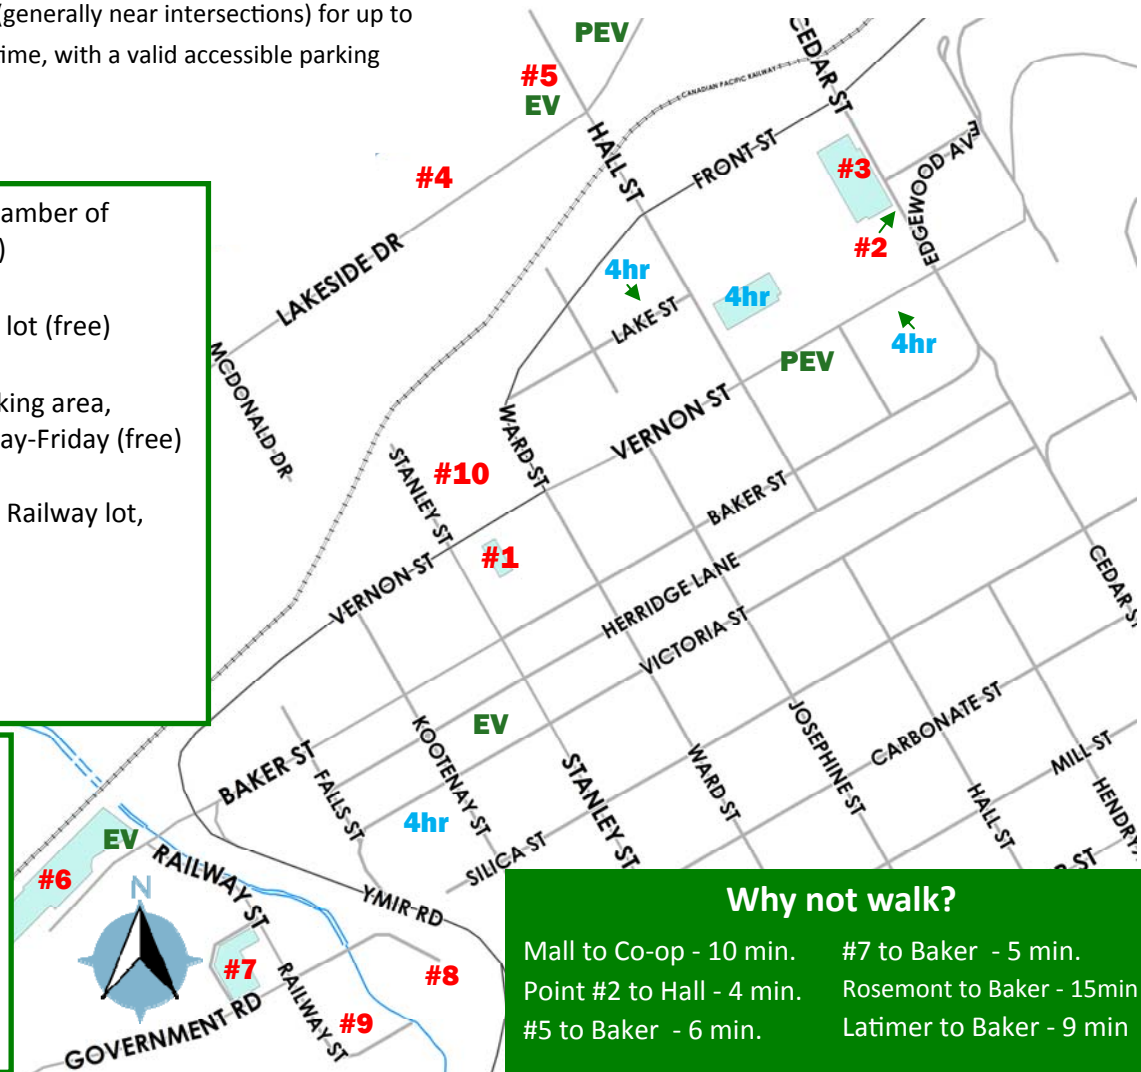 (generally near intersections) for up to
time, with a valid accessible parking
PEV
#5
EV
CEDAR ST
CANADIAN PACIFIC RAILWAY
HALL ST
FRONT ST
#3
EDGEWOOD AVE
#4
#2
LAKESIDE DR
4hr
4hr
LAKE ST
4hr
PEV
MCDONALD DR
amber of
)
lot (free)
king area,
ay-Friday (free)
Railway lot,
WARD ST
VERNON ST
STANLEY ST
#10
BAKER ST
#1
VERNON ST
HERRIDGE LANE
VICTORIA ST
CEDAR ST
EV
KOOTENAY ST
JOSEPHINE ST
CARBONATE ST
MILL ST
BAKER ST
FALLS ST
STANLEY ST
WARD ST
HALL ST
HENDRYX
4hr
SILICA ST
R ST
EV
RAILWAY ST
#6
N
YMIR RD
#7
RAILWAY ST
#8
#9
GOVERNMENT RD
Why not walk?
Mall to Co-op - 10 min.
Point #2 to Hall - 4 min.
#5 to Baker - 6 min.
#7 to Baker - 5 min.
Rosemont to Baker - 15min
Latimer to Baker - 9 min